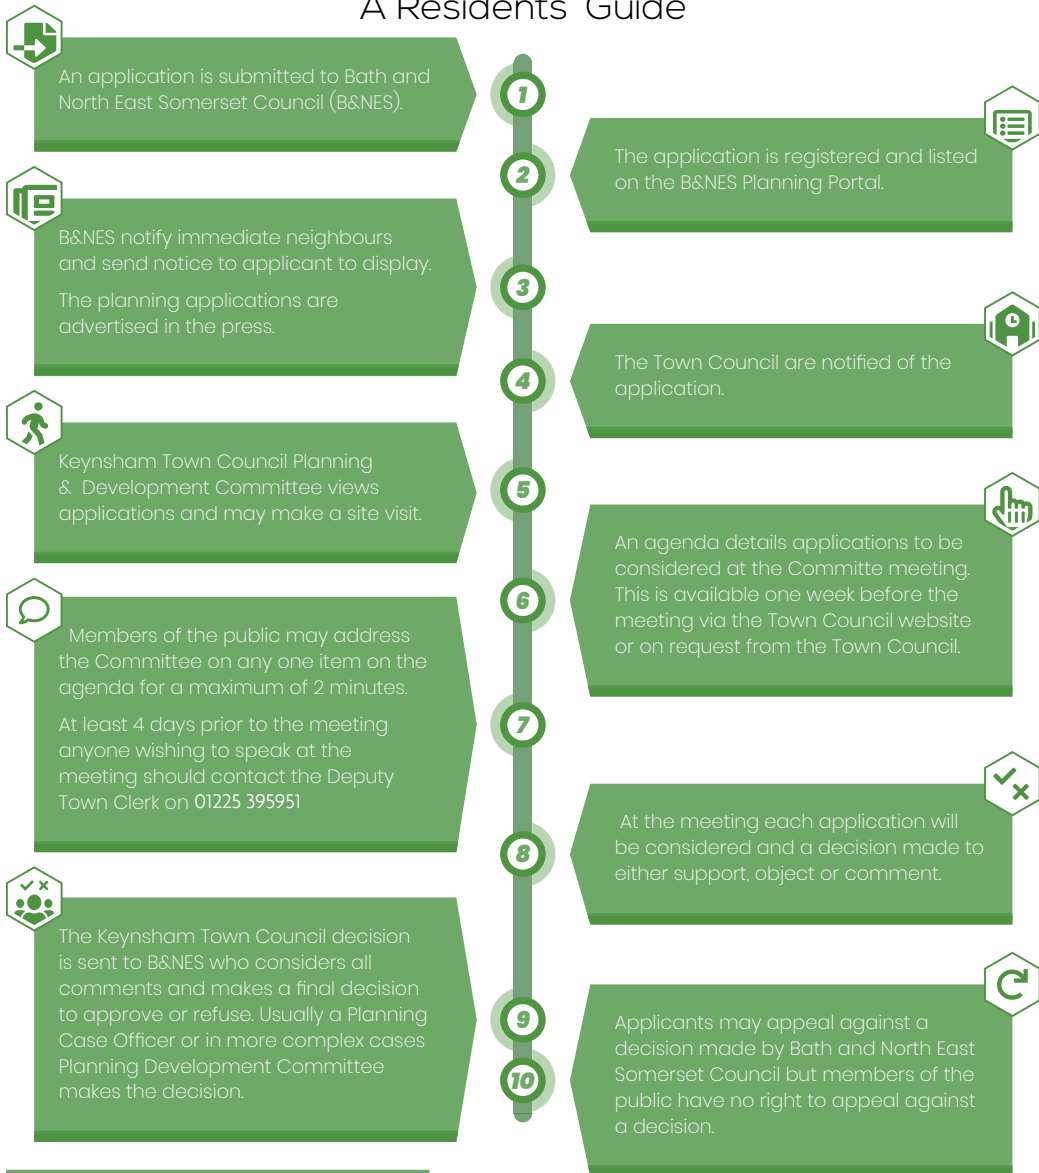 A Residents' Guide
An application is submitted to Bath and
North East Somerset Council (B&NES).
1
2
The application is registered and listed
on the B&NES Planning Portal.
B&NES notify immediate neighbours
and send notice to applicant to display.
The planning applications are
advertised in the press.
3
4
The Town Council are notified of the
application.
Keynsham Town Council Planning
& Development Committee views
applications and may make a site visit.
5
6
An agenda details applications to be
considered at the Committe meeting.
This is available one week before the
meeting via the Town Council website
or on request from the Town Council.
Members of the public may address
the Committee on any one item on the
agenda for a maximum of 2 minutes.
At least 4 days prior to the meeting
anyone wishing to speak at the
meeting should contact the Deputy
Town Clerk on 01225 395951
7
8
At the meeting each application will
be considered and a decision made to
either support, object or comment.
The Keynsham Town Council decision
is sent to B&NES who considers all
comments and makes a final decision
to approve or refuse. Usually a Planning
Case Officer or in more complex cases
Planning Development Committee
makes the decision.
9
10
Applicants may appeal against a
decision made by Bath and North East
Somerset Council but members of the
public have no right to appeal against
a decision.